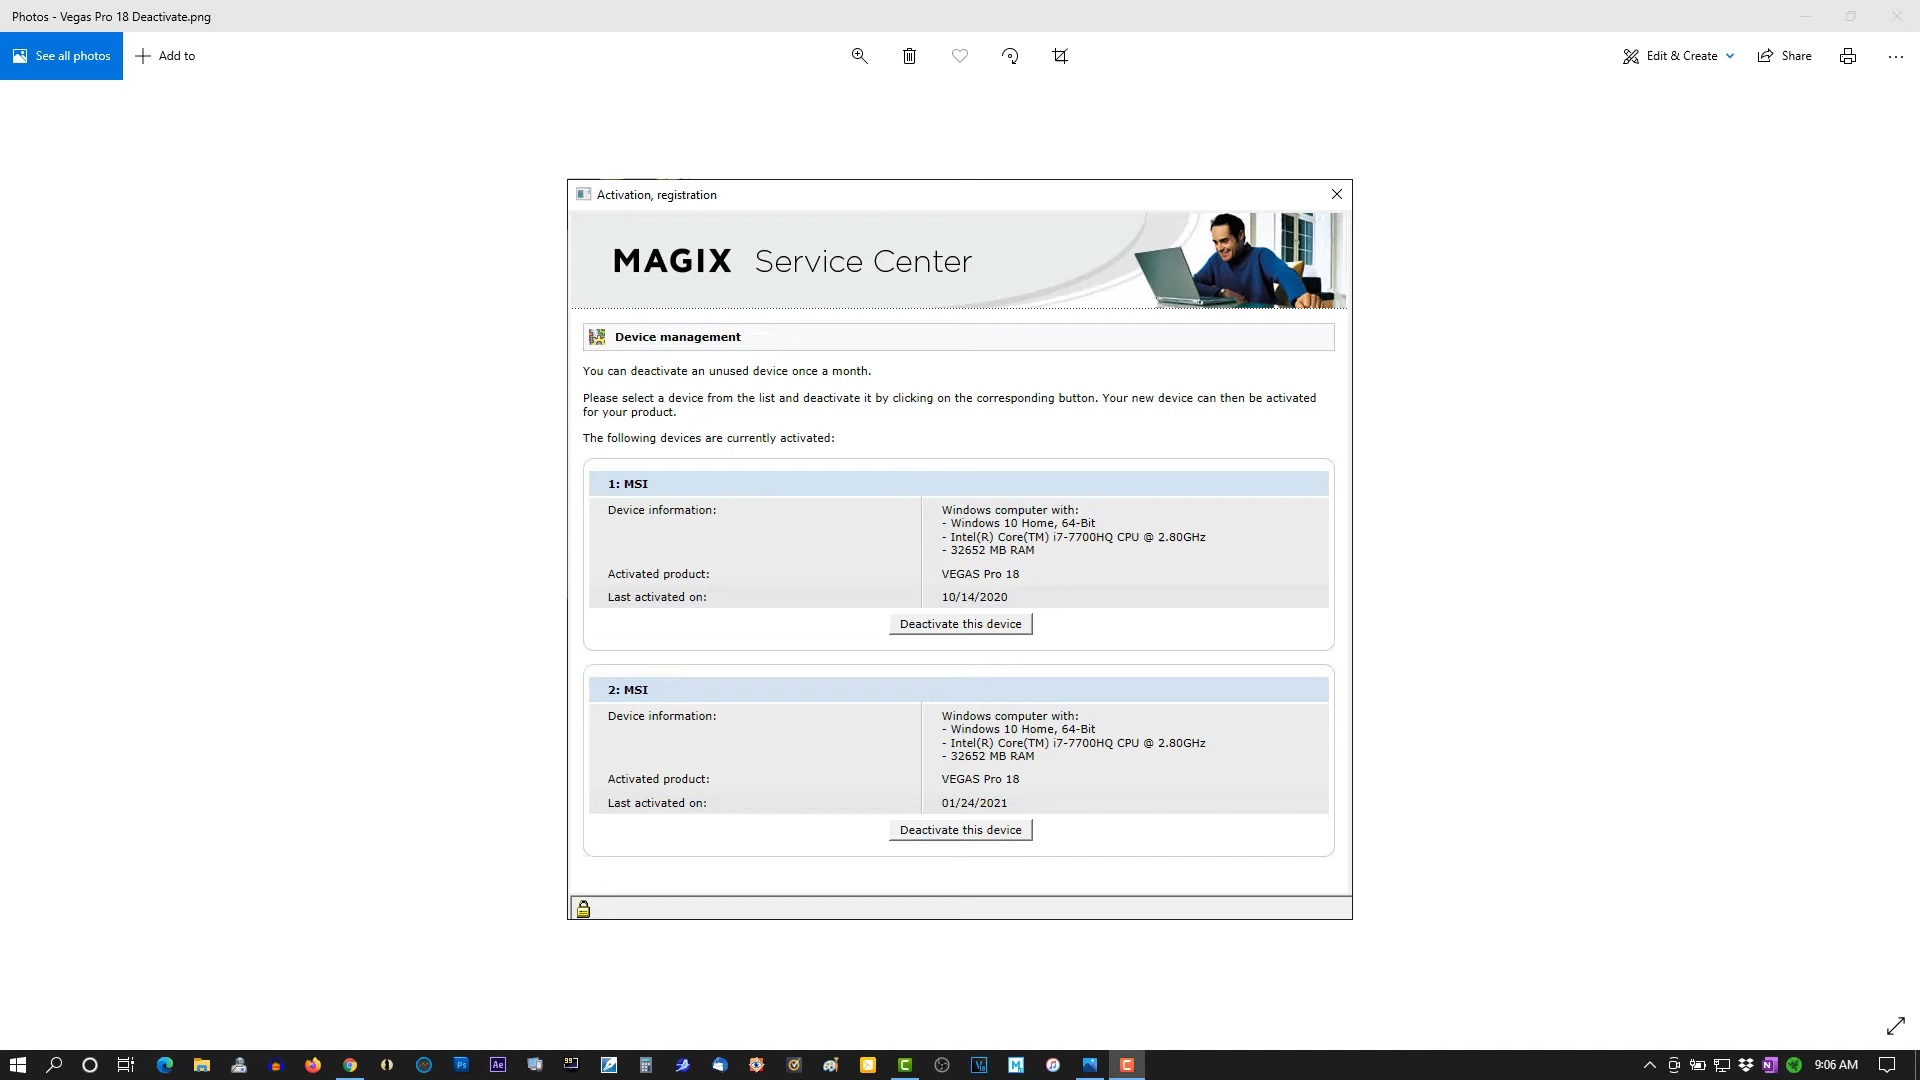 Photos - Vegas Pro 18 Deactivate.png
See all photos
Add to
Edit & Create
Share
Activation, registration
MAGIX Service Center
Device management
You can deactivate an unused device once a month.
Please select a device from the list and deactivate it by clicking on the corresponding button. Your new device can then be activated
for your product.
The following devices are currently activated:
1: MSI
Device information:
Windows computer with:
- Windows 10 Home, 64-Bit
- Intel(R) Core(TM) i7-7700HQ CPU @ 2.80GHz
- 32652 MB RAM
Activated product:
VEGAS Pro 18
Last activated on:
10/14/2020
Deactivate this device
2: MSI
Device information:
Windows computer with:
- Windows 10 Home, 64-Bit
- Intel(R) Core(TM) i7-7700HQ CPU @ 2.80GHz
- 32652 MB RAM
Activated product:
VEGAS Pro 18
Last activated on:
01/24/2021
Deactivate this device
Ps
Ae
99
9:06 AM